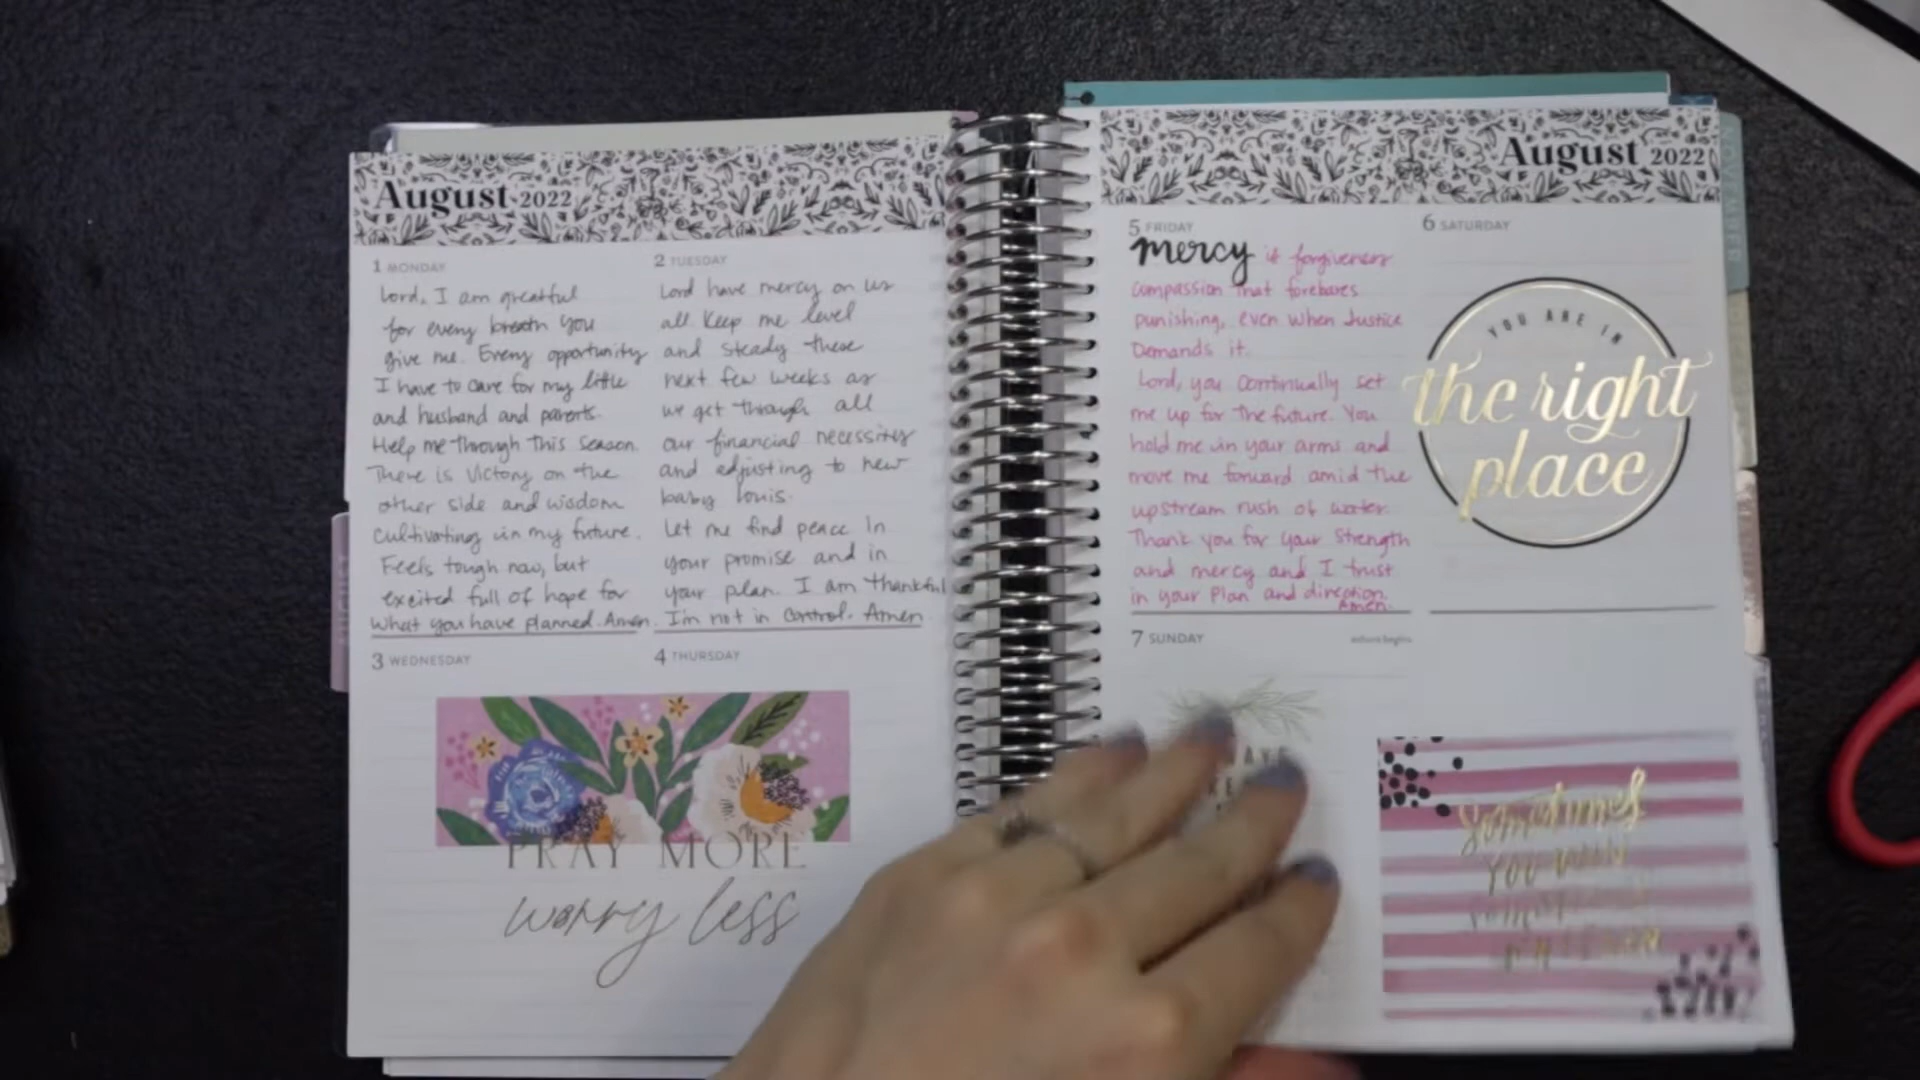 August 2022
1 MONDAY
Lord, I am greatful
for every breath you
give me. Every opportunity
I have to care for my little
and husband and parents.
Help me through this season.
There is victory on the
other side and wisdom
cultivating in my future.
Feels tough now, but
excited full of hope for
what you have planned. Amen.
2 TUESDAY
Lord have mercy on us
all. Keep me level
and steady these
next few weeks as
we get through all
our financial necessities
and adjusting to new
baby Louis.
Let me find peace in
your promise and in
your plan. I am thankful
I'm not in control. Amen
3 WEDNESDAY
4 THURSDAY
PRAY MORE
worry less
August 2022
5 FRIDAY
mercy is forgiveness
compassion that forebares
punishing, even when Justice
Demands it.
Lord, you continually set
me up for the future. You
hold me in your arms and
move me forward amid the
upstream rush of water.
Thank you for your strength
and mercy and I trust
in your Plan and direction.
Amen.
6 SATURDAY
YOU ARE IN
the right
place
7 SUNDAY
sometimes
you win
NOVEMBER